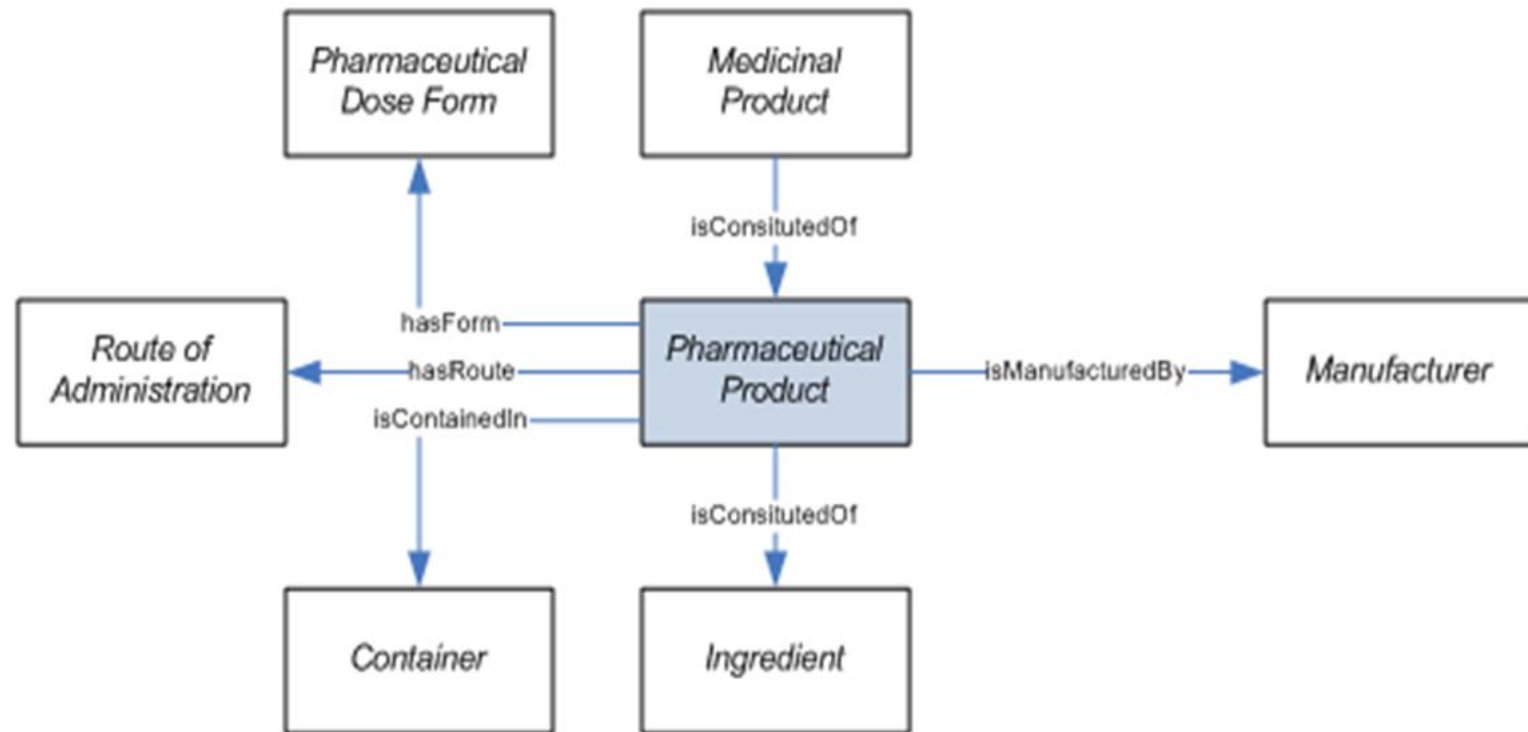 Pharmaceutical
Dose Form
Medicinal
Product
isConsitutedOf
hasForm
Route of
Administration
hasRoute
Pharmaceutical
Product
isManufacturedBy
Manufacturer
isContainedIn
isConsitutedOf
Container
Ingredient